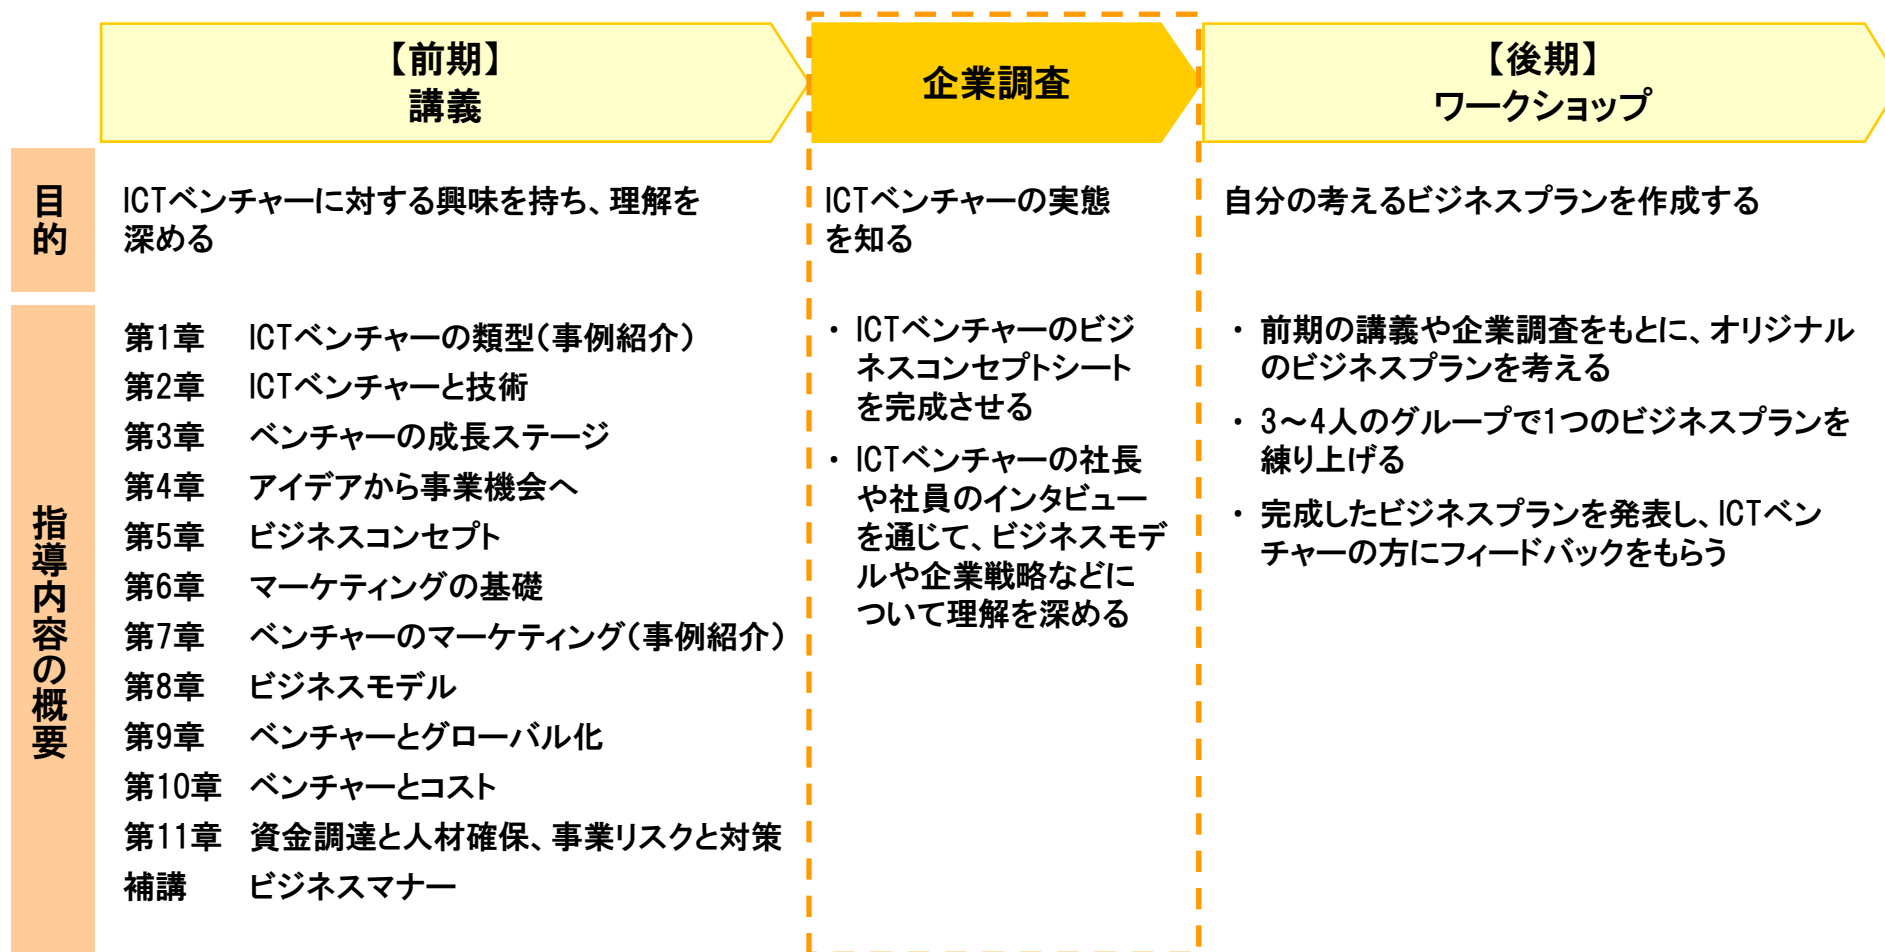 【前期】
講義
企業調査
【後期】
ワークショップ
目的
ICTベンチャーに対する興味を持ち、理解を
深める
ICTベンチャーの実態
を知る
自分の考えるビジネスプランを作成する
指導内容の概要
第1章 ICTベンチャーの類型(事例紹介)
第2章 ICTベンチャーと技術
第3章 ベンチャーの成長ステージ
第4章 アイデアから事業機会へ
第5章 ビジネスコンセプト
第6章 マーケティングの基礎
第7章 ベンチャーのマーケティング(事例紹介)
第8章 ビジネスモデル
第9章 ベンチャーとグローバル化
第10章 ベンチャーとコスト
第11章 資金調達と人材確保、事業リスクと対策
補講 ビジネスマナー
・ ICTベンチャーのビジ
ネスコンセプトシート
を完成させる
・ ICTベンチャーの社長
や社員のインタビュー
を通じて、ビジネスモデ
ルや企業戦略などに
ついて理解を深める
・ 前期の講義や企業調査をもとに、オリジナル
のビジネスプランを考える
・ 3～4人のグループで1つのビジネスプランを
練り上げる
・ 完成したビジネスプランを発表し、ICTベン
チャーの方にフィードバックをもらう